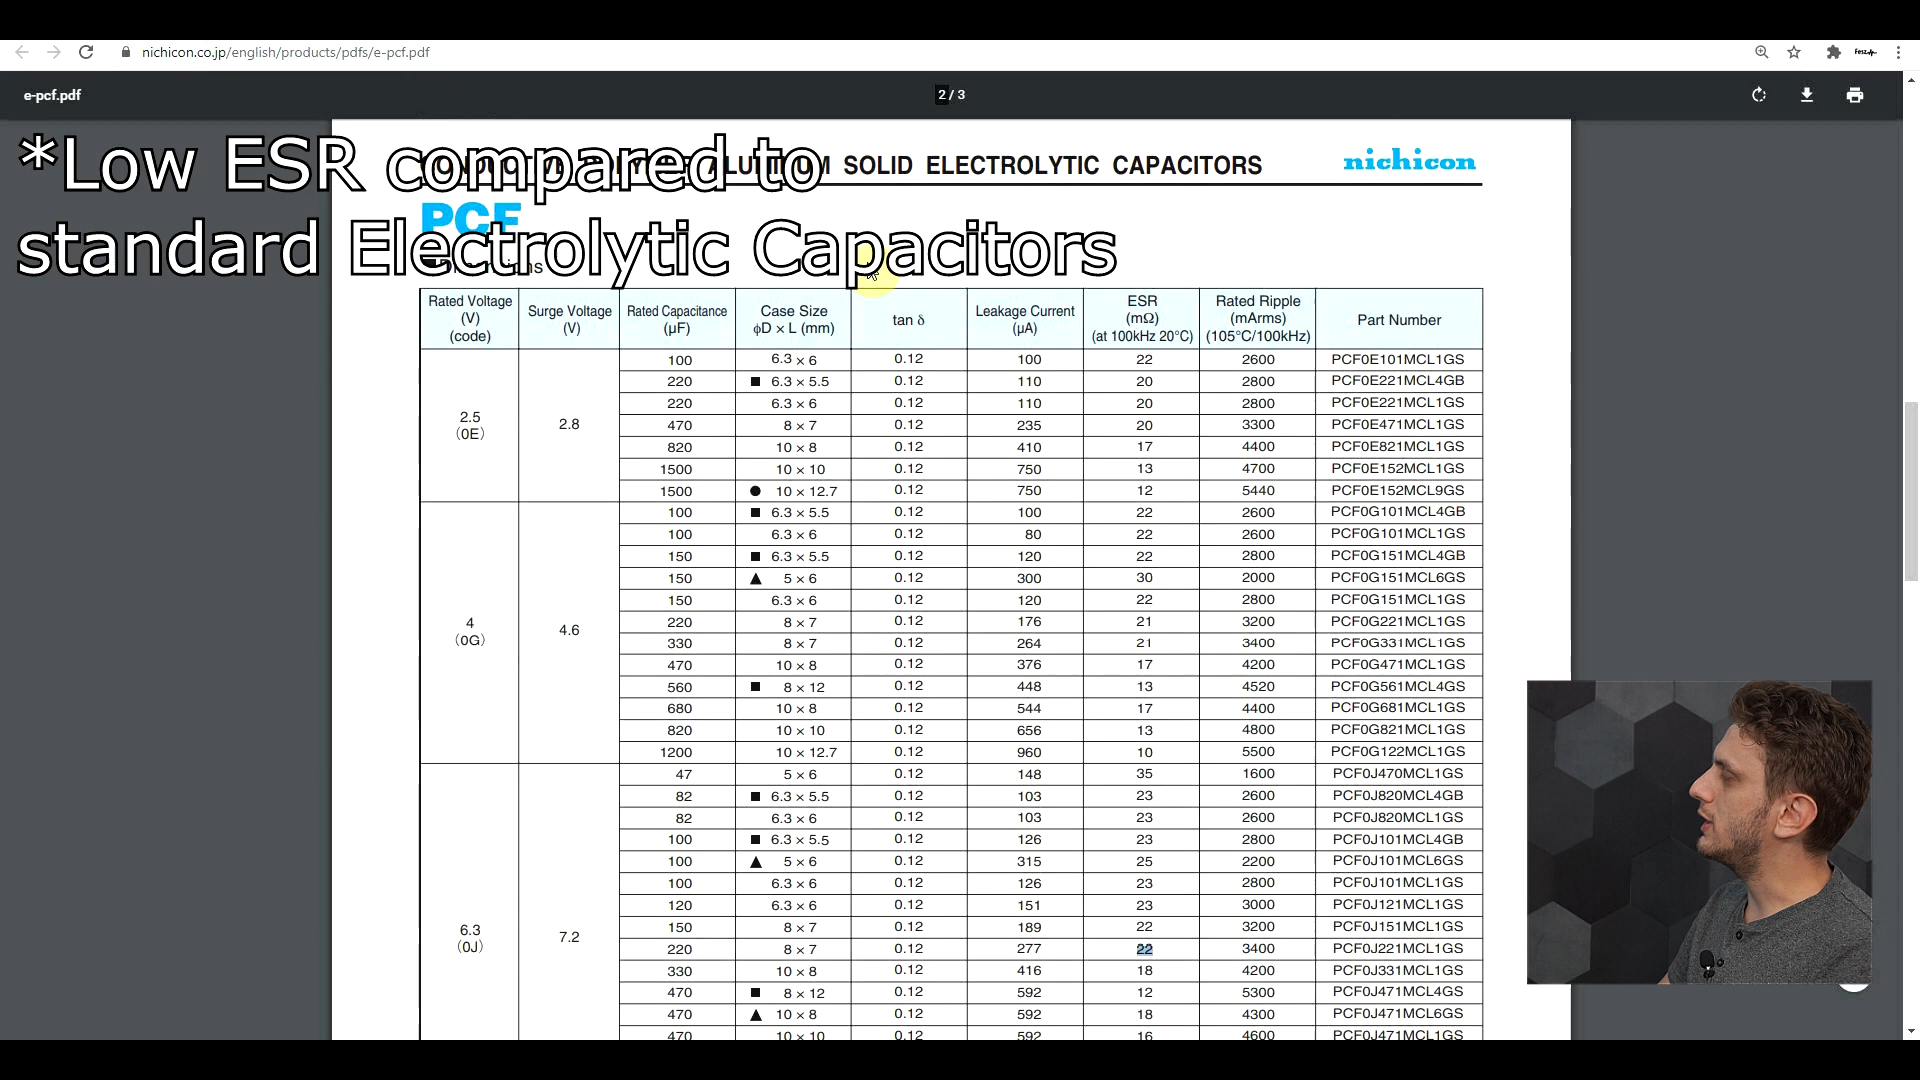 nichicon.co.jp/english/products/pdfs/e-pcf.pdf
Fesz
e-pcf.pdf
2 / 3
*Low ESR compared to
standard Electrolytic Capacitors
SOLID ELECTROLYTIC CAPACITORS
nichicon
PCF
Rated Voltage (V) (code) Surge Voltage (V) Rated Capacitance (µF) Case Size ϕD × L (mm) tan δ Leakage Current (µA) ESR (mΩ) (at 100kHz 20°C) Rated Ripple (mArms) (105°C/100kHz) Part Number
2.5 (0E) 2.8
100 6.3 × 6 0.12 100 22 2600 PCF0E101MCL1GS
220 ■ 6.3 × 5.5 0.12 110 20 2800 PCF0E221MCL4GB
220 6.3 × 6 0.12 110 20 2800 PCF0E221MCL1GS
470 8 × 7 0.12 235 20 3300 PCF0E471MCL1GS
820 10 × 8 0.12 410 17 4400 PCF0E821MCL1GS
1500 10 × 10 0.12 750 13 4700 PCF0E152MCL1GS
1500 ● 10 × 12.7 0.12 750 12 5440 PCF0E152MCL9GS
4 (0G) 4.6
100 ■ 6.3 × 5.5 0.12 100 22 2600 PCF0G101MCL4GB
100 6.3 × 6 0.12 80 22 2600 PCF0G101MCL1GS
150 ■ 6.3 × 5.5 0.12 120 22 2800 PCF0G151MCL4GB
150 ▲ 5 × 6 0.12 300 30 2000 PCF0G151MCL6GS
150 6.3 × 6 0.12 120 22 2800 PCF0G151MCL1GS
220 8 × 7 0.12 176 21 3200 PCF0G221MCL1GS
330 8 × 7 0.12 264 21 3400 PCF0G331MCL1GS
470 10 × 8 0.12 376 17 4200 PCF0G471MCL1GS
560 ■ 8 × 12 0.12 448 13 4520 PCF0G561MCL4GS
680 10 × 8 0.12 544 17 4400 PCF0G681MCL1GS
820 10 × 10 0.12 656 13 4800 PCF0G821MCL1GS
1200 10 × 12.7 0.12 960 10 5500 PCF0G122MCL1GS
6.3 (0J) 7.2
47 5 × 6 0.12 148 35 1600 PCF0J470MCL1GS
82 ■ 6.3 × 5.5 0.12 103 23 2600 PCF0J820MCL4GB
82 6.3 × 6 0.12 103 23 2600 PCF0J820MCL1GS
100 ■ 6.3 × 5.5 0.12 126 23 2800 PCF0J101MCL4GB
100 ▲ 5 × 6 0.12 315 25 2200 PCF0J101MCL6GS
100 6.3 × 6 0.12 126 23 2800 PCF0J101MCL1GS
120 6.3 × 6 0.12 151 23 3000 PCF0J121MCL1GS
150 8 × 7 0.12 189 22 3200 PCF0J151MCL1GS
220 8 × 7 0.12 277 22 3400 PCF0J221MCL1GS
330 10 × 8 0.12 416 18 4200 PCF0J331MCL1GS
470 ■ 8 × 12 0.12 592 12 5300 PCF0J471MCL4GS
470 ▲ 10 × 8 0.12 592 18 4300 PCF0J471MCL6GS
470 10 × 10 0.12 592 16 4600 PCF0J471MCL1GS